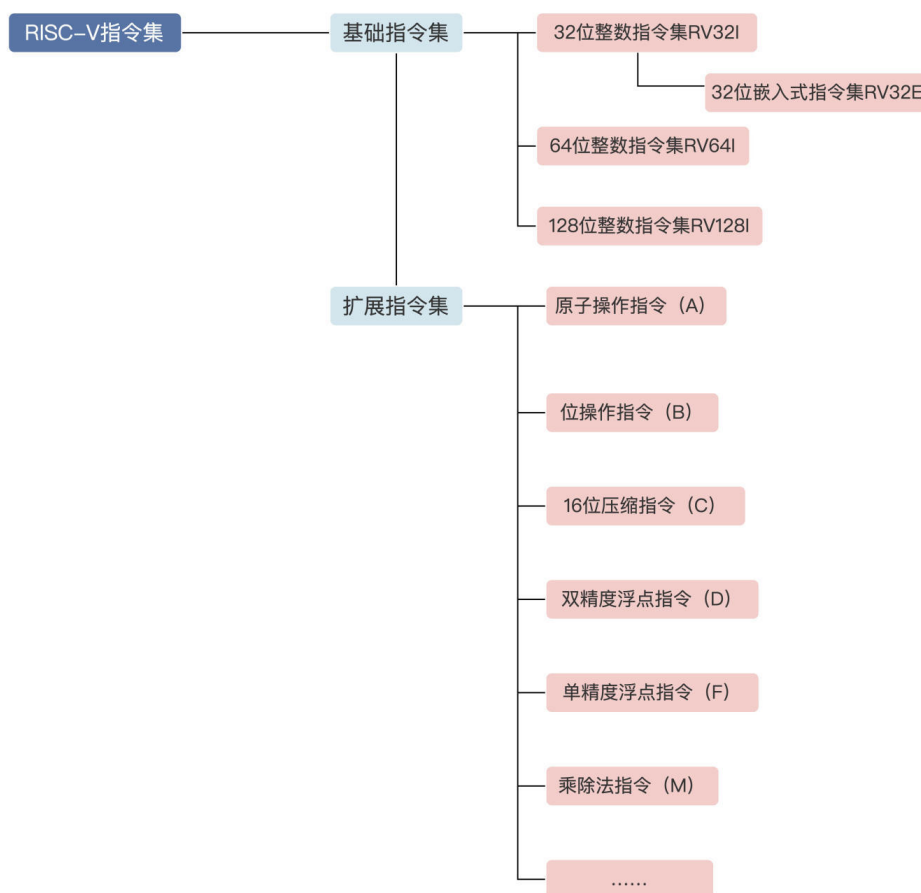 RISC-V指令集
基础指令集
32位整数指令集RV32I
32位嵌入式指令集RV32E
64位整数指令集RV64I
128位整数指令集RV128I
扩展指令集
原子操作指令（A）
位操作指令（B）
16位压缩指令（C）
双精度浮点指令（D）
单精度浮点指令（F）
乘除法指令（M）
……